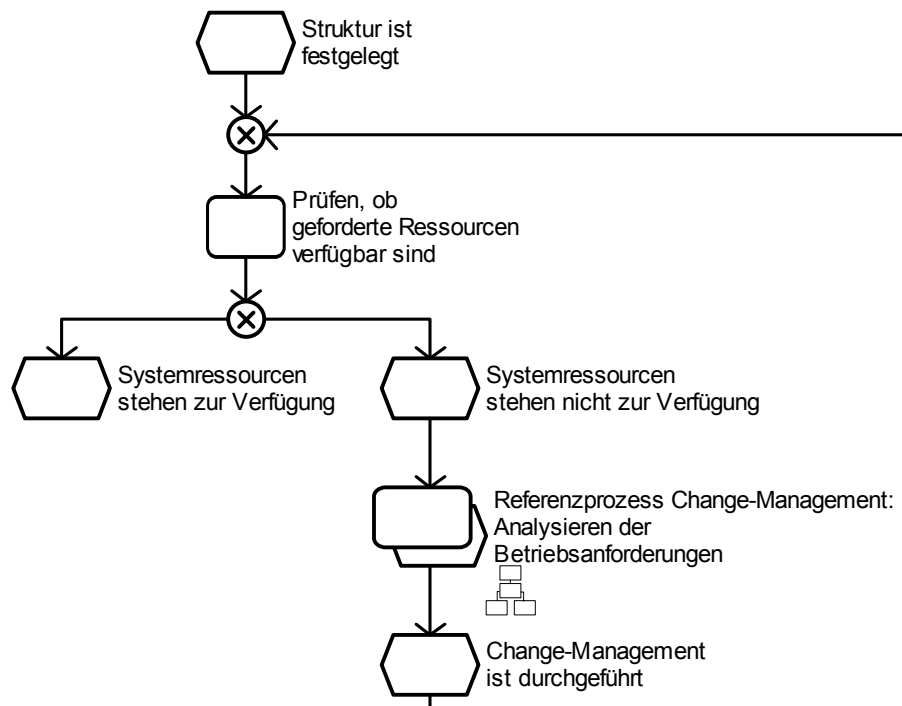 Struktur ist
festgelegt
Prüfen, ob
geforderte Ressourcen
verfügbar sind
Systemressourcen
stehen zur Verfügung
Systemressourcen
stehen nicht zur Verfügung
Referenzprozess Change-Management:
Analysieren der
Betriebsanforderungen
Change-Management
ist durchgeführt